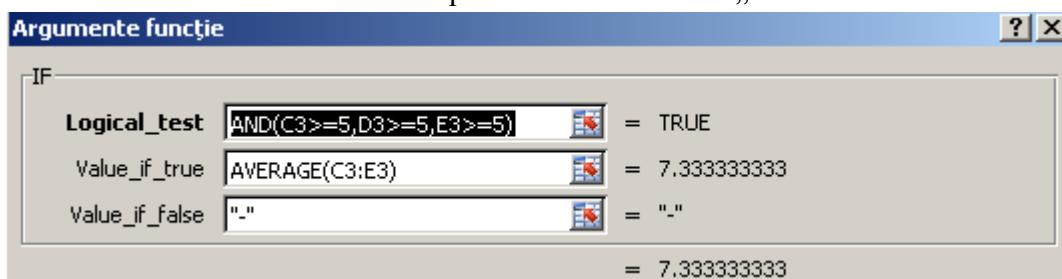 Argumente funcţie
IF
Logical_test AND(C3>=5,D3>=5,E3>=5) = TRUE
Value_if_true AVERAGE(C3:E3) = 7.333333333
Value_if_false "-" = "-"
= 7.333333333